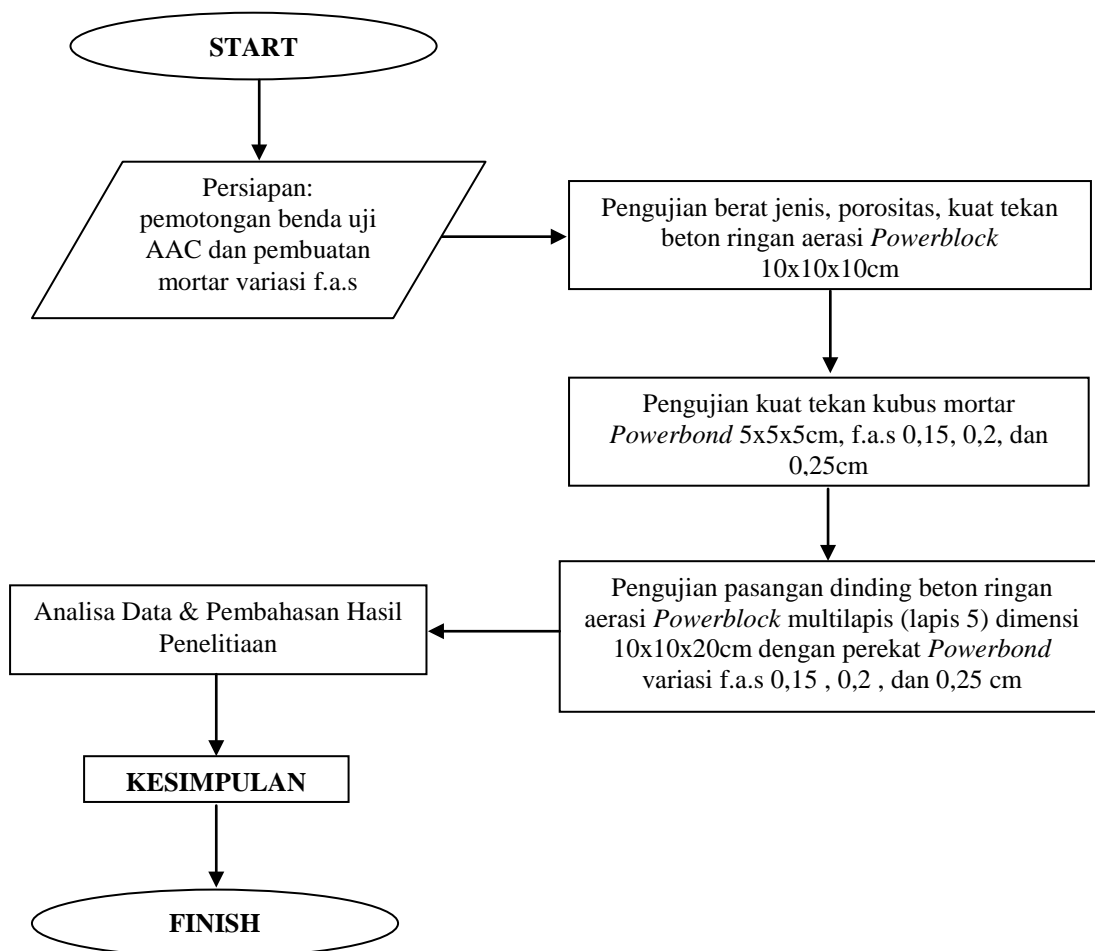 START
Persiapan:
pemotongan benda uji
AAC dan pembuatan
mortar variasi f.a.s
Pengujian berat jenis, porositas, kuat tekan
beton ringan aerasi Powerblock
10x10x10cm
Pengujian kuat tekan kubus mortar
Powerbond 5x5x5cm, f.a.s 0,15, 0,2, dan
0,25cm
Pengujian pasangan dinding beton ringan
aerasi Powerblock multilapis (lapis 5) dimensi
10x10x20cm dengan perekat Powerbond
variasi f.a.s 0,15 , 0,2 , dan 0,25 cm
Analisa Data & Pembahasan Hasil
Penelitiaan
KESIMPULAN
FINISH